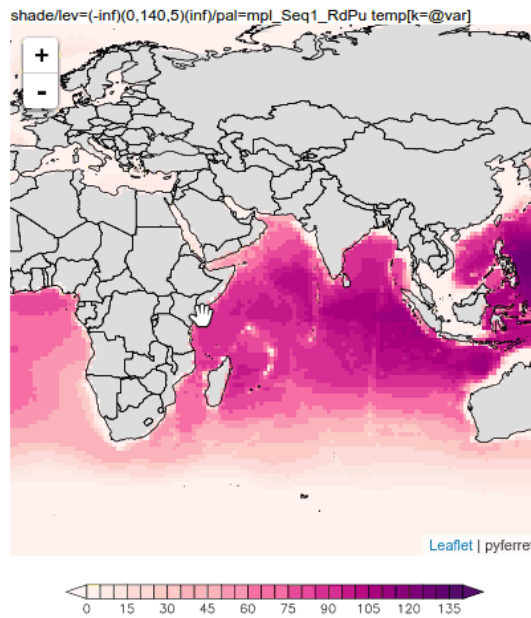 shade/lev=(-inf)(0,140,5)(inf)/pal=mpl_Seq1_RdPu temp[k=@var]
+
-
Leaflet | pyferret
0 15 30 45 60 75 90 105 120 135